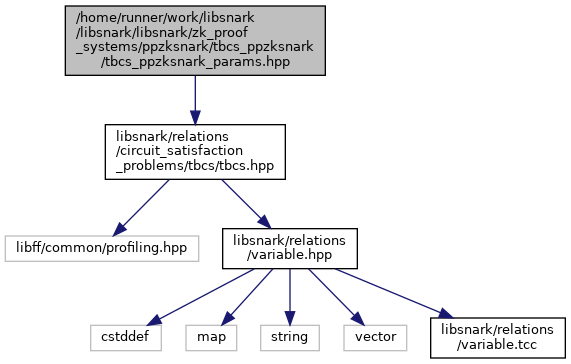 /home/runner/work/libsnark
/libsnark/libsnark/zk_proof
_systems/ppzksnark/tbcs_ppzksnark
/tbcs_ppzksnark_params.hpp
libsnark/relations
/circuit_satisfaction
_problems/tbcs/tbcs.hpp
libff/common/profiling.hpp
libsnark/relations
/variable.hpp
cstddef
map
string
vector
libsnark/relations
/variable.tcc